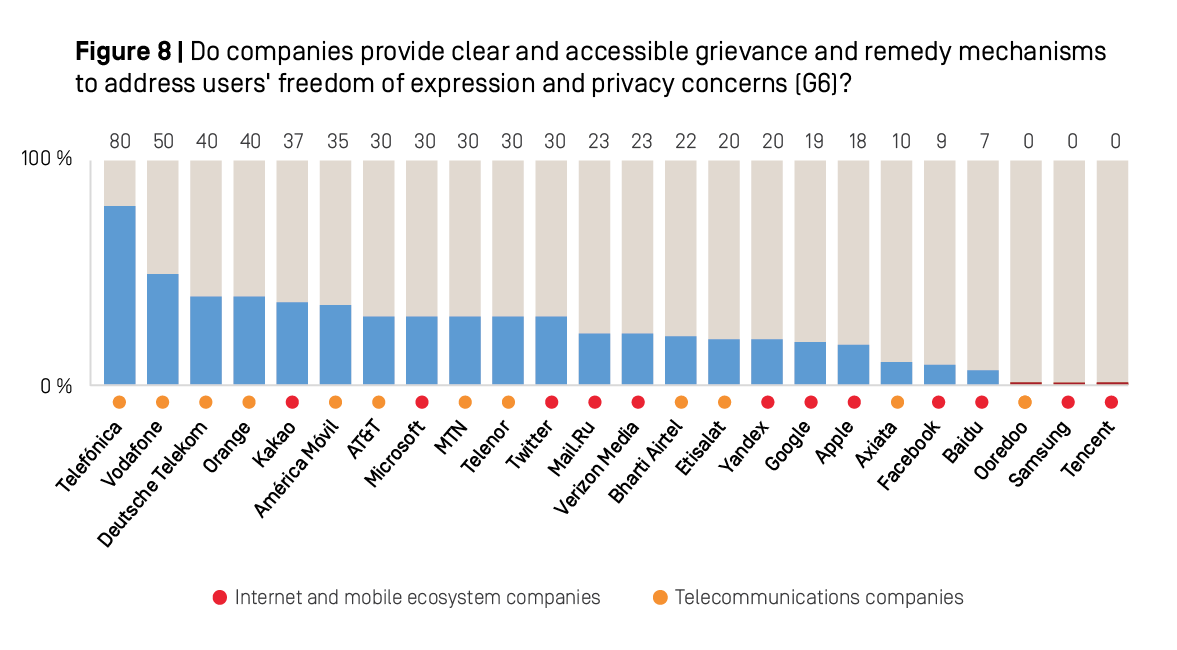 Figure 8 | Do companies provide clear and accessible grievance and remedy mechanisms
to address users' freedom of expression and privacy concerns (G6)?
80 50 40 40 37 35 30 30 30 30 30 23 23 22 20 20 19 18 10 9 7 0 0 0
100 %
0 %
Telefónica
Vodafone
Deutsche Telekom
Orange
Kakao
América Móvil
AT&T
Microsoft
MTN
Telenor
Twitter
Mail.Ru
Verizon Media
Bharti Airtel
Etisalat
Yandex
Google
Apple
Axiata
Facebook
Baidu
Ooredoo
Samsung
Tencent
Internet and mobile ecosystem companies
Telecommunications companies